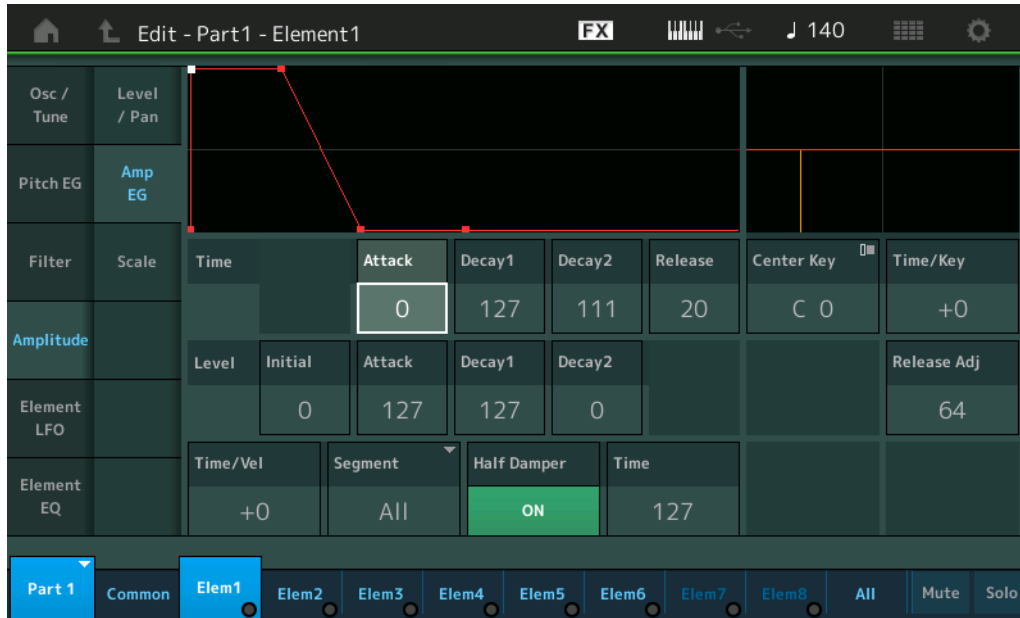 Edit - Part1 - Element1
FX
♩ 140
Osc /
Tune
Level
/ Pan
Pitch EG
Amp
EG
Filter
Scale
Amplitude
Element
LFO
Element
EQ
Time
Attack
Decay1
Decay2
Release
Center Key
Time/Key
0
127
111
20
C 0
+0
Level
Initial
Attack
Decay1
Decay2
Release Adj
0
127
127
0
64
Time/Vel
Segment
Half Damper
Time
+0
All
ON
127
Part 1
Common
Elem1
Elem2
Elem3
Elem4
Elem5
Elem6
Elem7
Elem8
All
Mute
Solo